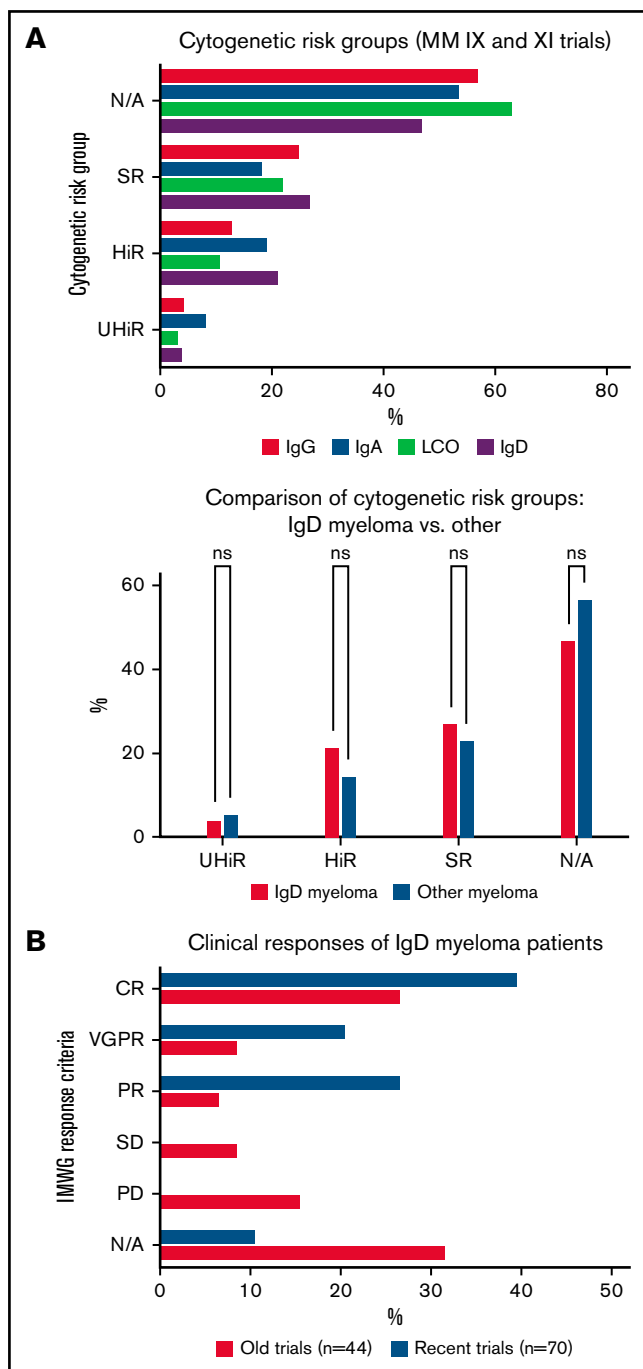 A
Cytogenetic risk groups (MM IX and XI trials)
Cytogenetic risk group
N/A
SR
HiR
UHiR
0 20 40 60 80
%
IgG IgA LCO IgD
Comparison of cytogenetic risk groups:
IgD myeloma vs. other
ns ns ns ns
%
60
40
20
0
UHiR HiR SR N/A
IgD myeloma Other myeloma
B
Clinical responses of IgD myeloma patients
IMWG response criteria
CR
VGPR
PR
SD
PD
N/A
0 10 20 30 40 50
%
Old trials (n=44) Recent trials (n=70)